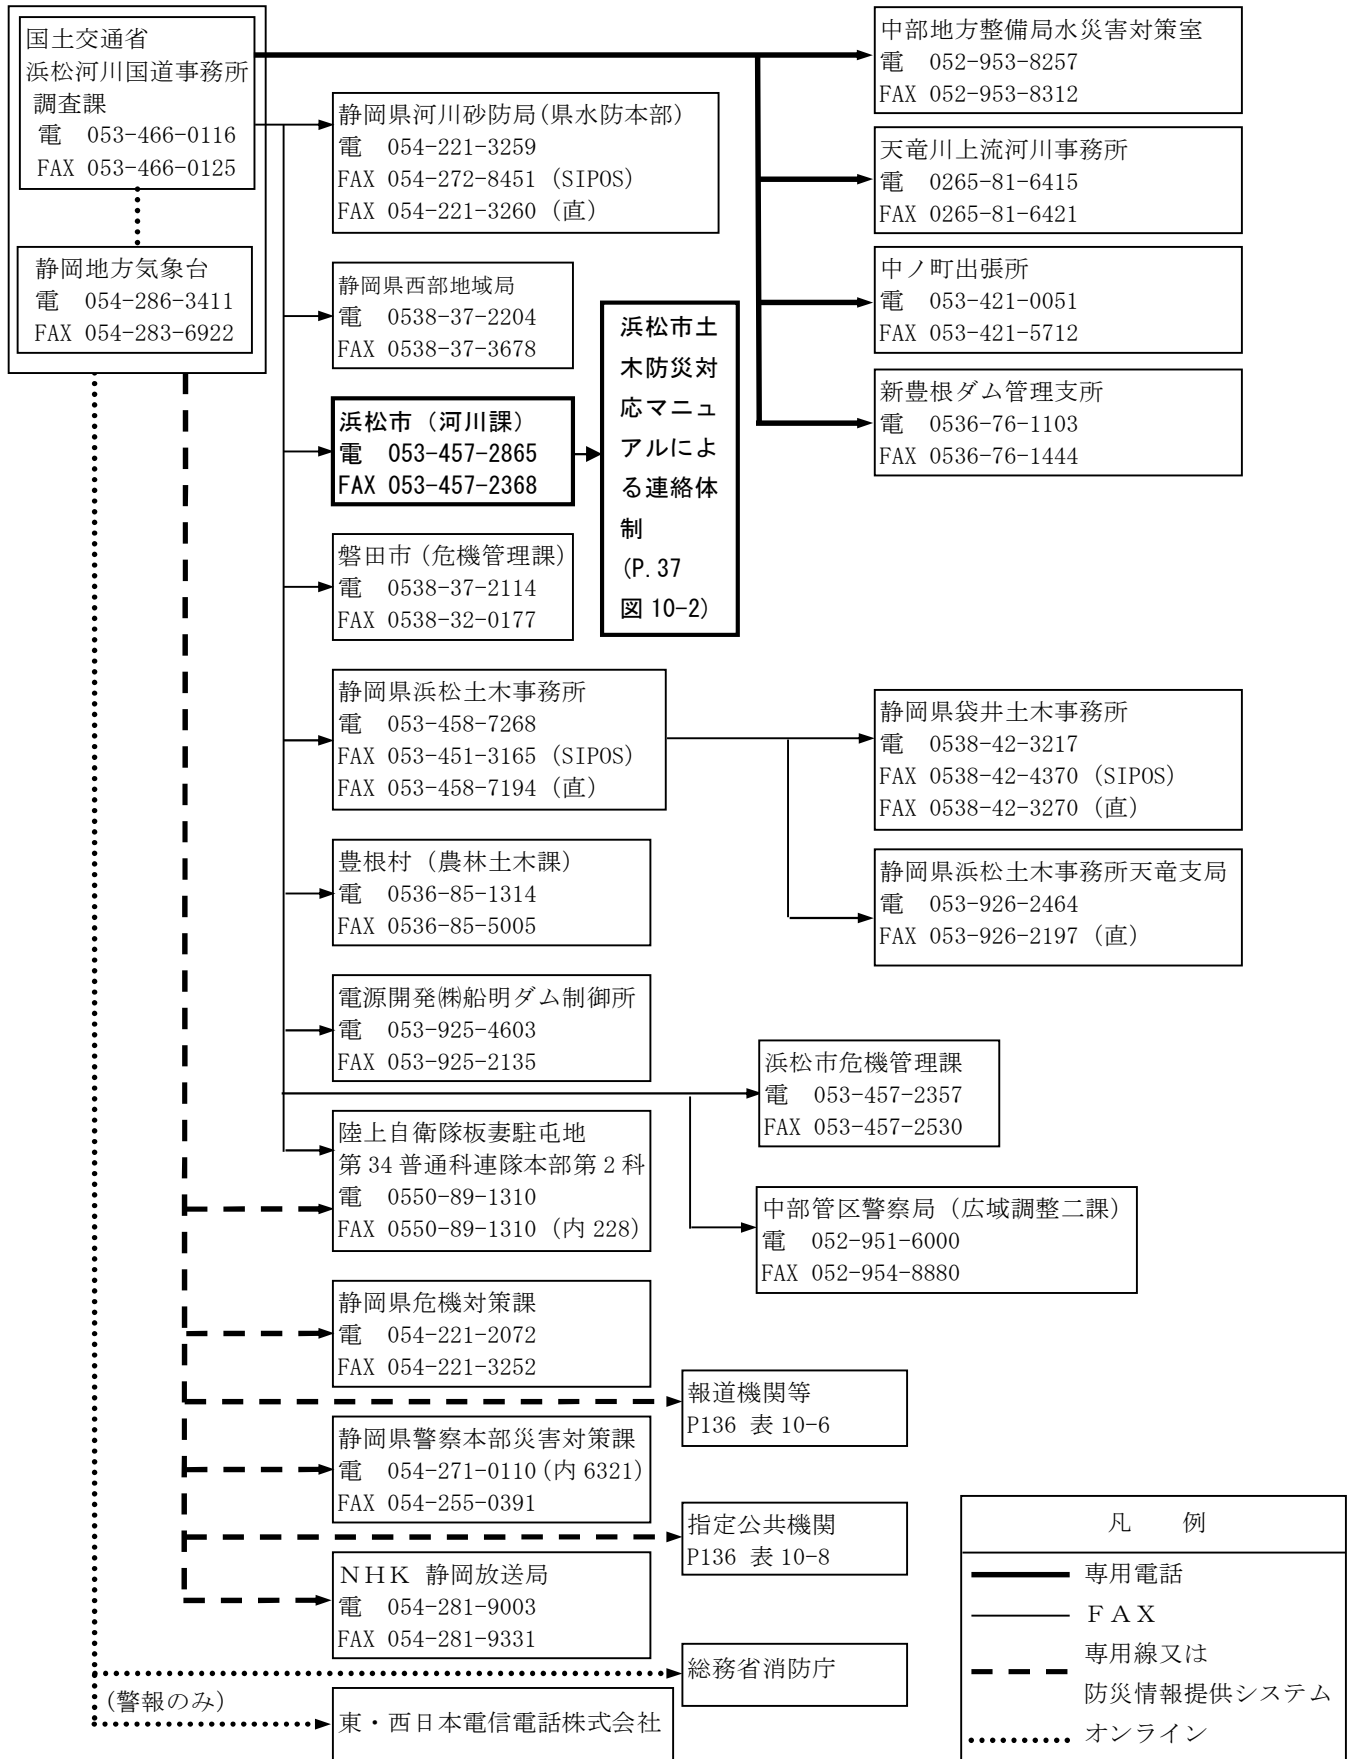 国土交通省
浜松河川国道事務所
調査課
電 053-466-0116
FAX 053-466-0125
静岡地方気象台
電 054-286-3411
FAX 054-283-6922
静岡県河川砂防局(県水防本部)
電 054-221-3259
FAX 054-272-8451 (SIPOS)
FAX 054-221-3260 (直)
静岡県西部地域局
電 0538-37-2204
FAX 0538-37-3678
浜松市 (河川課)
電 053-457-2865
FAX 053-457-2368
浜松市土
木防災対
応マニュ
アルによ
る連絡体
制
(P.37
図 10-2)
磐田市 (危機管理課)
電 0538-37-2114
FAX 0538-32-0177
静岡県浜松土木事務所
電 053-458-7268
FAX 053-451-3165 (SIPOS)
FAX 053-458-7194 (直)
豊根村 (農林土木課)
電 0536-85-1314
FAX 0536-85-5005
電源開発㈱船明ダム制御所
電 053-925-4603
FAX 053-925-2135
陸上自衛隊板妻駐屯地
第 34 普通科連隊本部第 2 科
電 0550-89-1310
FAX 0550-89-1310 (内 228)
静岡県危機対策課
電 054-221-2072
FAX 054-221-3252
静岡県警察本部災害対策課
電 054-271-0110 (内 6321)
FAX 054-255-0391
NHK 静岡放送局
電 054-281-9003
FAX 054-281-9331
(警報のみ)
東・西日本電信電話株式会社
中部地方整備局水災害対策室
電 052-953-8257
FAX 052-953-8312
天竜川上流河川事務所
電 0265-81-6415
FAX 0265-81-6421
中ノ町出張所
電 053-421-0051
FAX 053-421-5712
新豊根ダム管理支所
電 0536-76-1103
FAX 0536-76-1444
静岡県袋井土木事務所
電 0538-42-3217
FAX 0538-42-4370 (SIPOS)
FAX 0538-42-3270 (直)
静岡県浜松土木事務所天竜支局
電 053-926-2464
FAX 053-926-2197 (直)
浜松市危機管理課
電 053-457-2357
FAX 053-457-2530
中部管区警察局 (広域調整二課)
電 052-951-6000
FAX 052-954-8880
報道機関等
P136 表 10-6
指定公共機関
P136 表 10-8
総務省消防庁
凡 例
専用電話
FAX
専用線又は
防災情報提供システム
オンライン